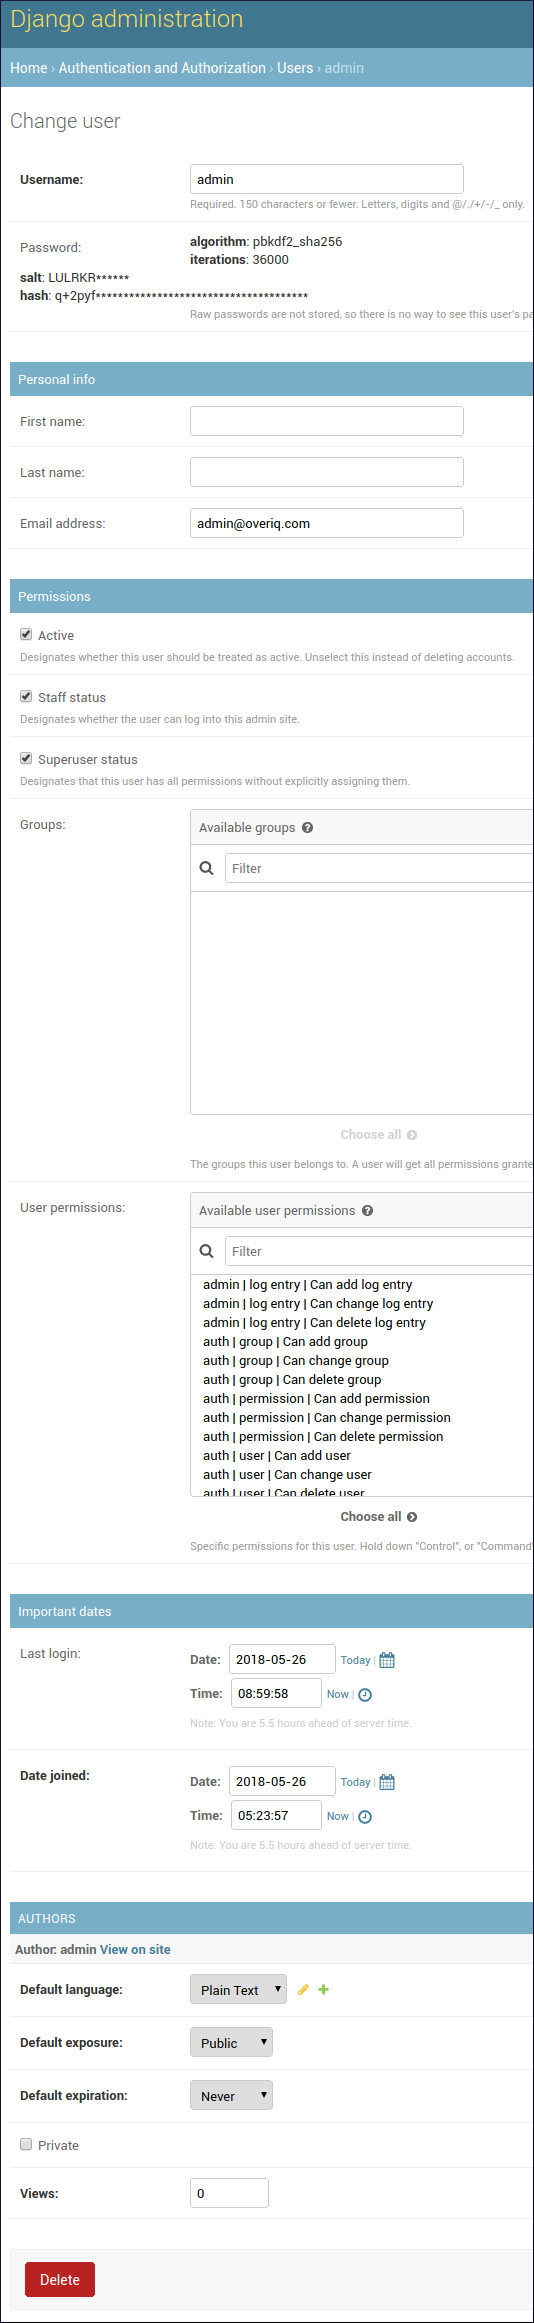 Django administration
Home › Authentication and Authorization › Users › admin
Change user
Username:
admin
Required. 150 characters or fewer. Letters, digits and @/./+/-/_ only.
Password:
algorithm: pbkdf2_sha256
iterations: 36000
salt: LULRKR******
hash: q+2pyf**************************************
Raw passwords are not stored, so there is no way to see this user's pa
Personal info
First name:
Last name:
Email address:
admin@overiq.com
Permissions
Active
Designates whether this user should be treated as active. Unselect this instead of deleting accounts.
Staff status
Designates whether the user can log into this admin site.
Superuser status
Designates that this user has all permissions without explicitly assigning them.
Groups:
Available groups ?
Filter
Choose all
The groups this user belongs to. A user will get all permissions grante
User permissions:
Available user permissions ?
Filter
admin | log entry | Can add log entry
admin | log entry | Can change log entry
admin | log entry | Can delete log entry
auth | group | Can add group
auth | group | Can change group
auth | group | Can delete group
auth | permission | Can add permission
auth | permission | Can change permission
auth | permission | Can delete permission
auth | user | Can add user
auth | user | Can change user
auth | user | Can delete user
Choose all
Specific permissions for this user. Hold down "Control", or "Command"
Important dates
Last login:
Date: 2018-05-26 Today |
Time: 08:59:58 Now |
Note: You are 5.5 hours ahead of server time.
Date joined:
Date: 2018-05-26 Today |
Time: 05:23:57 Now |
Note: You are 5.5 hours ahead of server time.
AUTHORS
Author: admin View on site
Default language: Plain Text
Default exposure: Public
Default expiration: Never
Private
Views: 0
Delete